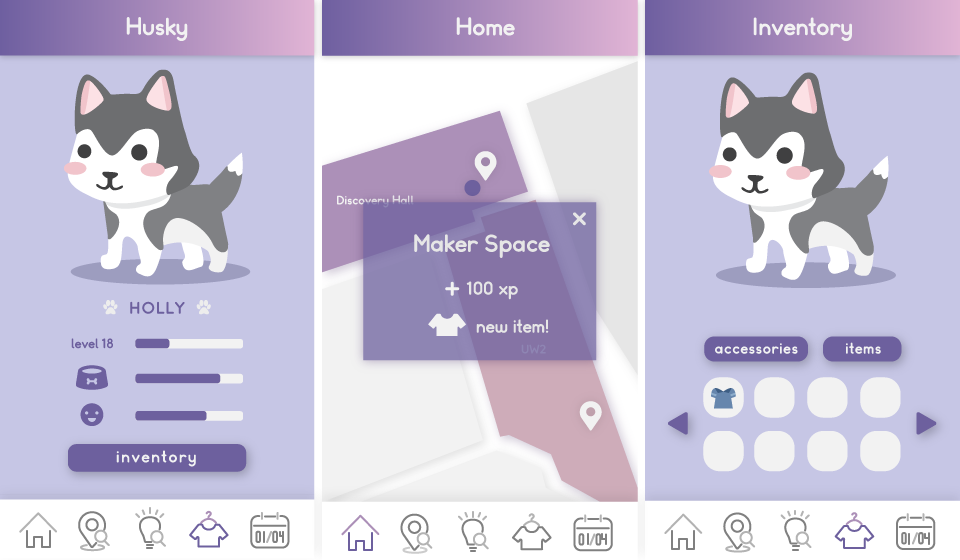 Husky
HOLLY
level 18
inventory
01/04
Home
Discovery Hall
Maker Space
+ 100 xp
new item!
UW2
01/04
Inventory
accessories
items
01/04